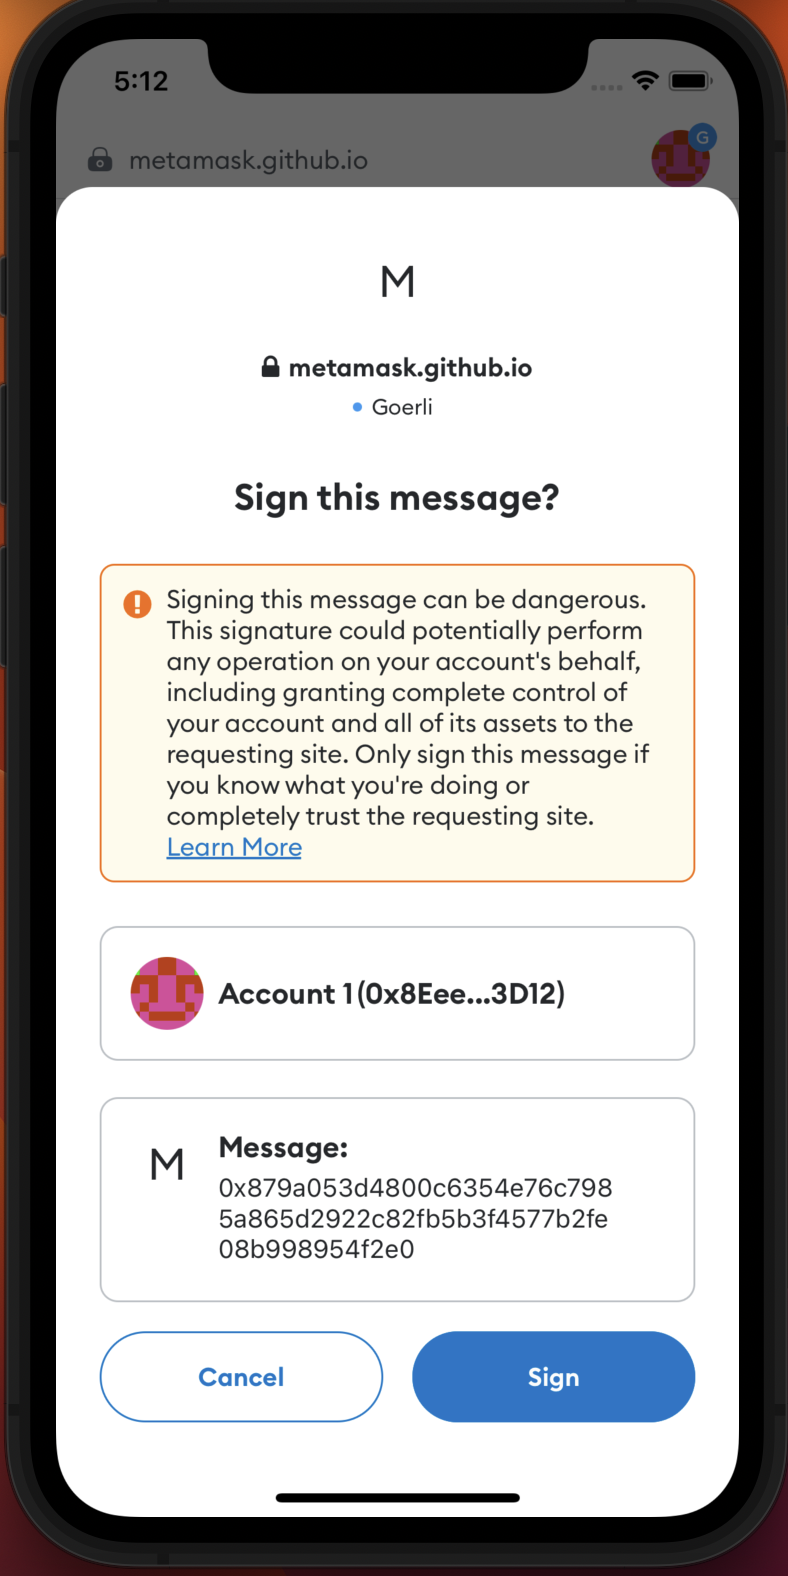 5:12
metamask.github.io
G
M
metamask.github.io
Goerli
Sign this message?
Signing this message can be dangerous.
This signature could potentially perform
any operation on your account's behalf,
including granting complete control of
your account and all of its assets to the
requesting site. Only sign this message if
you know what you're doing or
completely trust the requesting site.
Learn More
Account 1 (0x8Eee...3D12)
M
Message:
0x879a053d4800c6354e76c798
5a865d2922c82fb5b3f4577b2fe
08b998954f2e0
Cancel
Sign